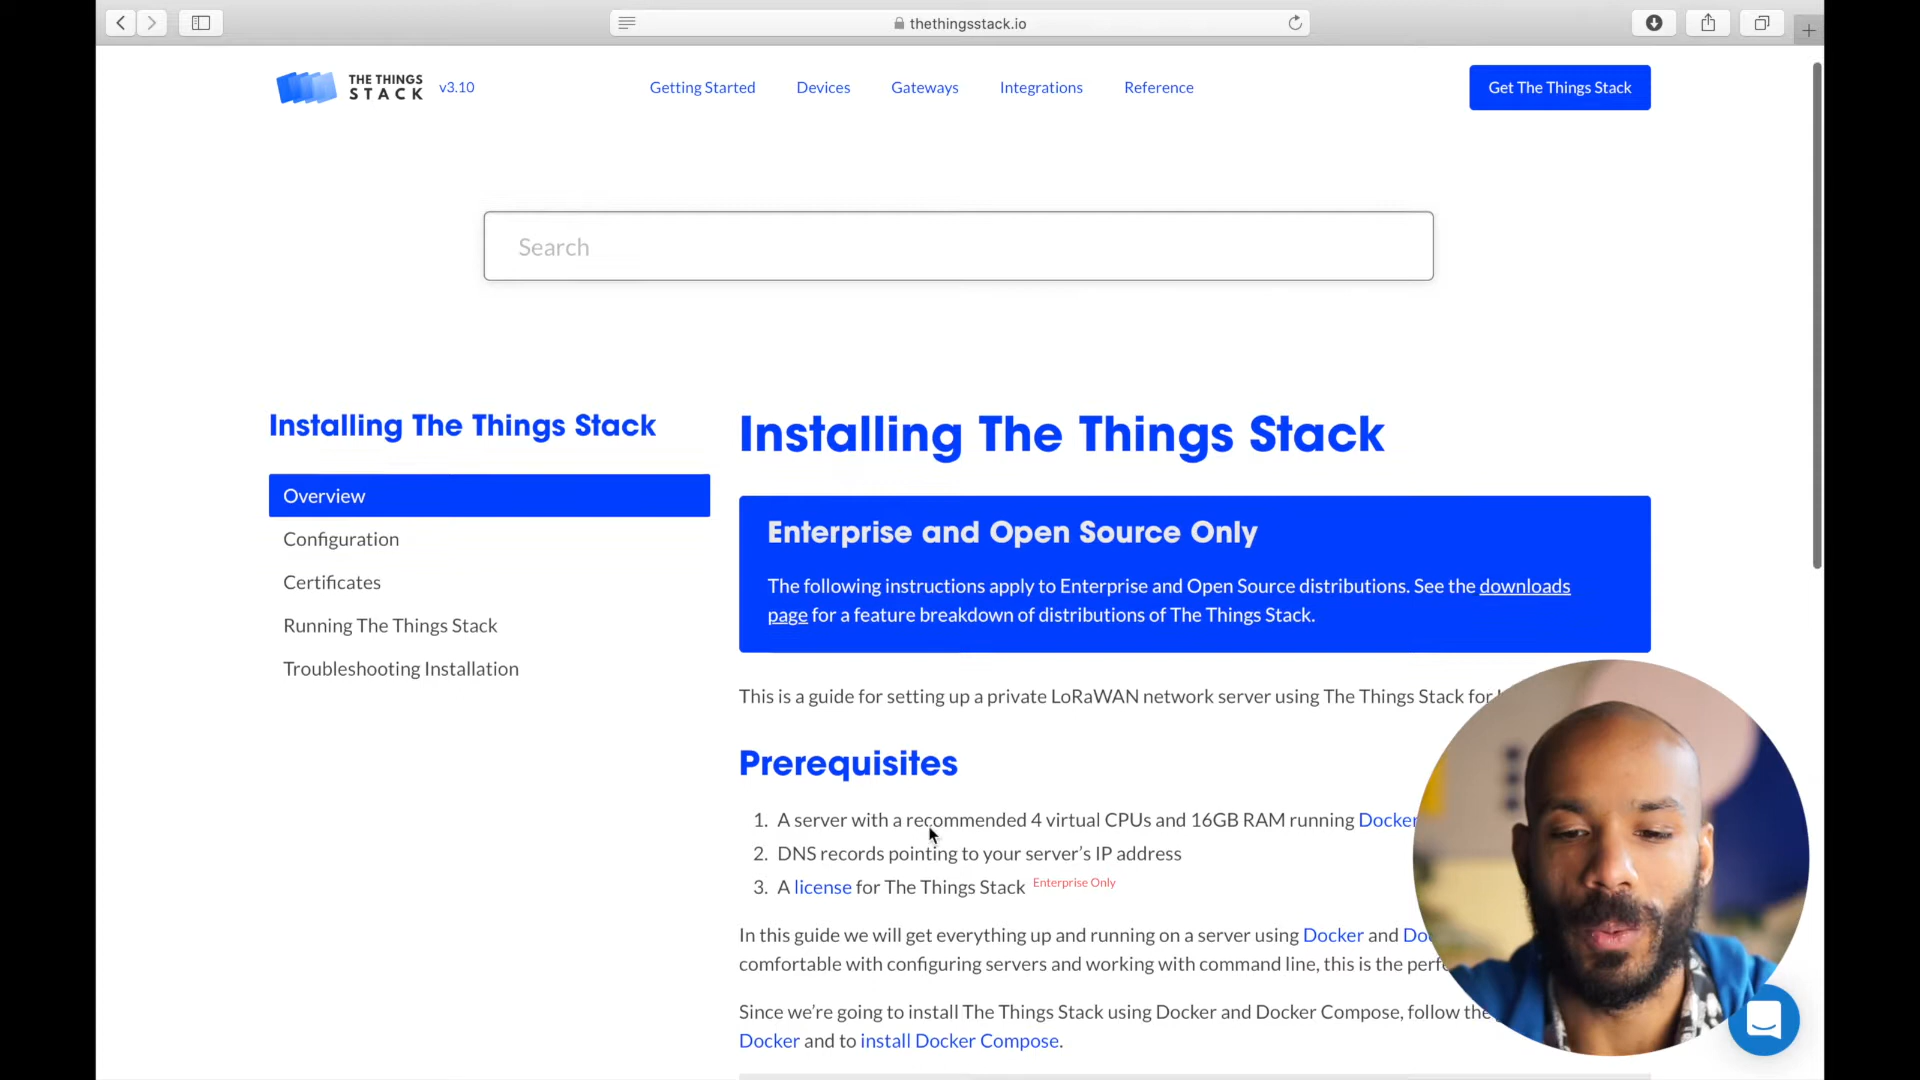 thethingsstack.io
THE THINGS
STACK
v3.10
Getting Started
Devices
Gateways
Integrations
Reference
Get The Things Stack
Search
Installing The Things Stack
Overview
Configuration
Certificates
Running The Things Stack
Troubleshooting Installation
Installing The Things Stack
Enterprise and Open Source Only
The following instructions apply to Enterprise and Open Source distributions. See the downloads
page for a feature breakdown of distributions of The Things Stack.
This is a guide for setting up a private LoRaWAN network server using The Things Stack for
Prerequisites
1. A server with a recommended 4 virtual CPUs and 16GB RAM running Docker
2. DNS records pointing to your server's IP address
3. A license for The Things Stack Enterprise Only
In this guide we will get everything up and running on a server using Docker and
comfortable with configuring servers and working with command line, this is the
Since we're going to install The Things Stack using Docker and Docker Compose, follow the
Docker and to install Docker Compose.